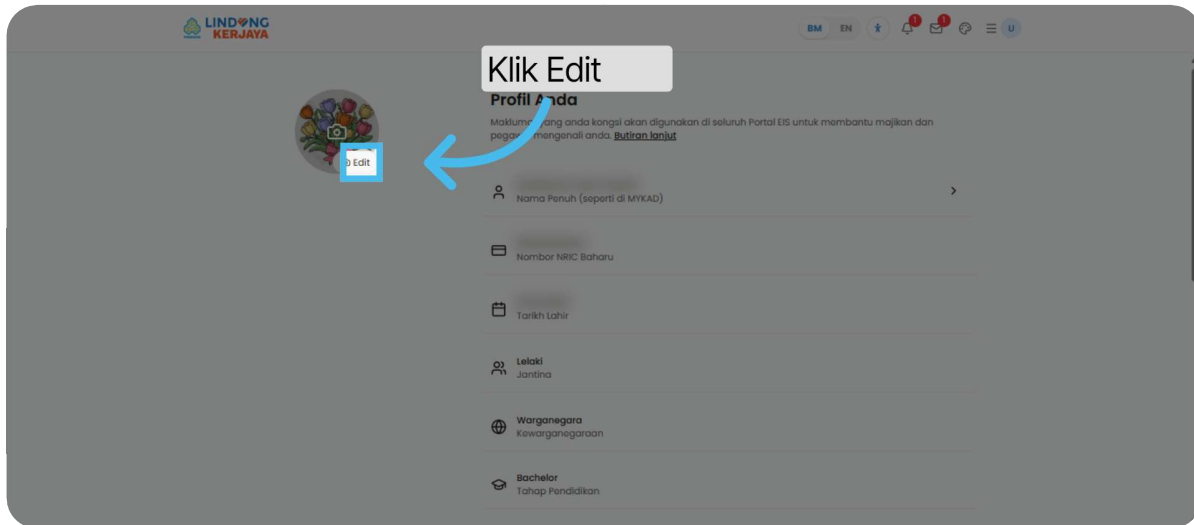 LINDUNG
KERJAYA
BM EN 1 1 U
Klik Edit
Profil Anda
Maklumat yang anda kongsi akan digunakan di seluruh Portal EIS untuk membantu majikan dan
mengenali anda. Butiran lanjut
Edit
Nama Penuh (seperti di MYKAD)
Nombor NRIC Baharu
Tarikh Lahir
Lelaki
Jantina
Warganegara
Kewarganegaraan
Bachelor
Tahap Pendidikan